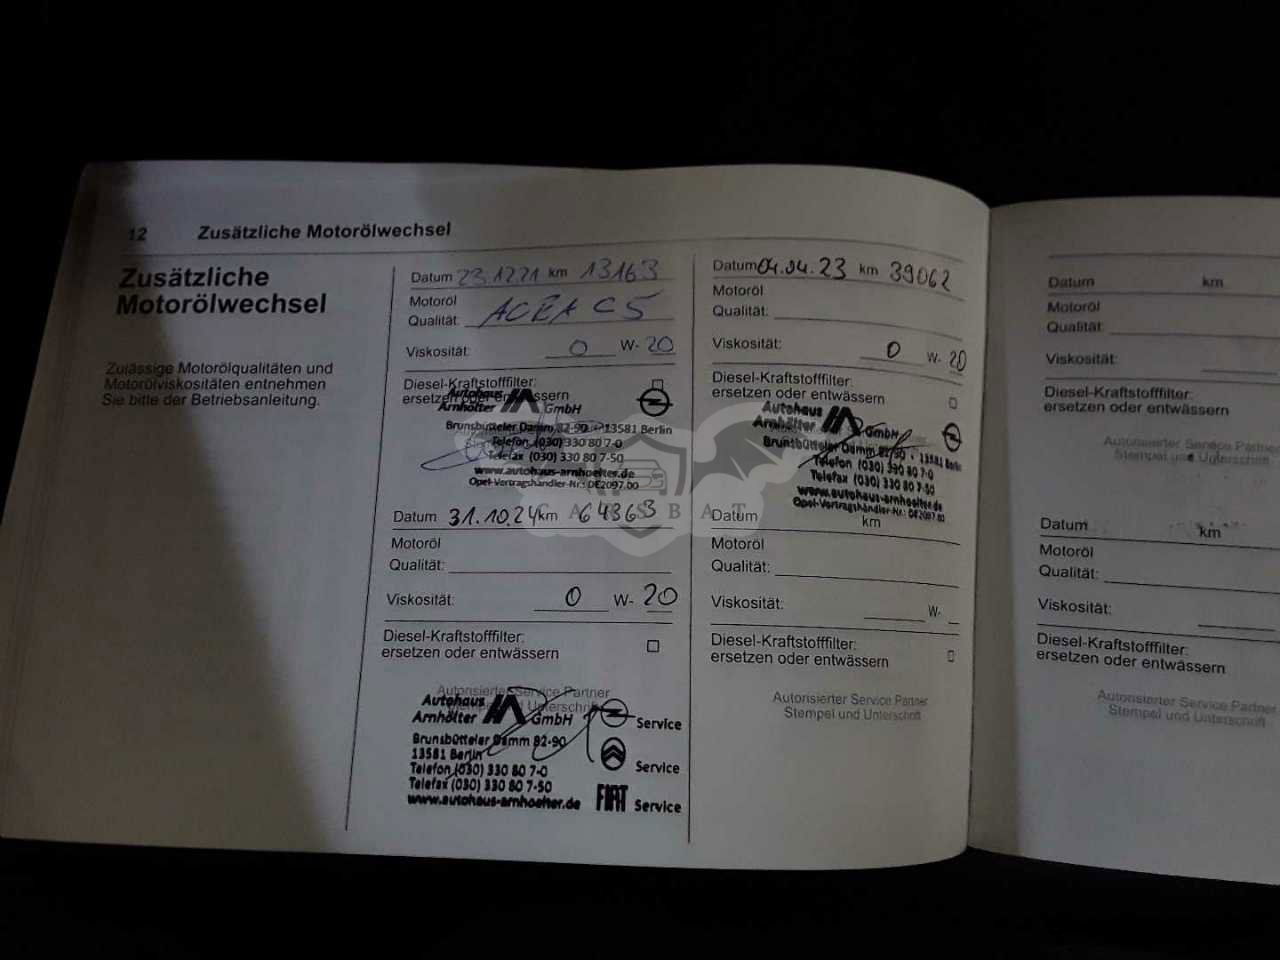 12 Zusätzliche Motorölwechsel
Zusätzliche
Motorölwechsel
Zulässige Motorölqualitäten und
Motorölviskositäten entnehmen
Sie bitte der Betriebsanleitung.
Datum 23.12.21 km 13163
Motoröl
Qualität: ACEA C5
Viskosität: 0 W- 20
Diesel-Kraftstofffilter:
ersetzen oder entwässern
Autohaus
Arnhölter GmbH
Brunsbütteler Damm 82-90 - 13581 Berlin
Telefon (030) 330 80 7-0
Telefax (030) 330 80 7-50
www.autohaus-arnhoelter.de
Opel-Vertragshändler-Nr.: DE2097.00
Datum 31.10.24 km 64363
Motoröl
Qualität:
Viskosität: 0 W- 20
Diesel-Kraftstofffilter:
ersetzen oder entwässern
Autorisierter Service Partner
Stempel und Unterschrift
Autohaus
Arnhölter GmbH
Brunsbütteler Damm 82-90
13581 Berlin
Telefon (030) 330 80 7-0
Telefax (030) 330 80 7-50
www.autohaus-arnhoelter.de
Service
Service
FIAT Service
Datum 04.04.23 km 39062
Motoröl
Qualität:
Viskosität: 0 W- 20
Diesel-Kraftstofffilter:
ersetzen oder entwässern
Autohaus
Arnhölter GmbH
Brunsbütteler Damm 82-90 - 13581 Berlin
Telefon (030) 330 80 7-0
Telefax (030) 330 80 7-50
www.autohaus-arnhoelter.de
Opel-Vertragshändler-Nr.: DE2097.00
CARSBAT
Datum km
Motoröl
Qualität:
Viskosität: W-
Diesel-Kraftstofffilter:
ersetzen oder entwässern
Autorisierter Service Partner
Stempel und Unterschrift
Datum km
Motoröl
Qualität:
Viskosität:
Diesel-Kraftstofffilter:
ersetzen oder entwässern
Autorisierter Service Partner
Stempel und Unterschrift
Datum km
Motoröl
Qualität:
Viskosität:
Diesel-Kraftstofffilter:
ersetzen oder entwässern
Autorisierter Service Partner
Stempel und Unterschrift